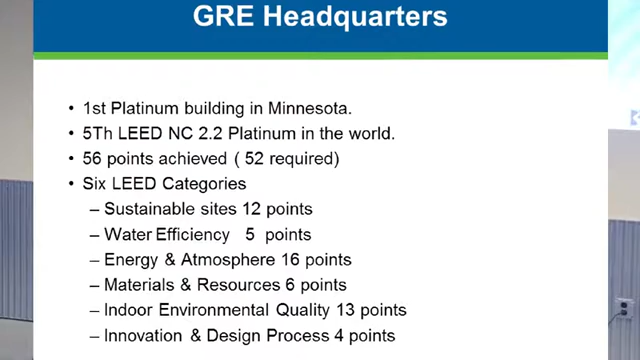 GRE Headquarters
• 1st Platinum building in Minnesota.
• 5Th LEED NC 2.2 Platinum in the world.
• 56 points achieved ( 52 required)
• Six LEED Categories
– Sustainable sites 12 points
– Water Efficiency 5 points
– Energy & Atmosphere 16 points
– Materials & Resources 6 points
– Indoor Environmental Quality 13 points
– Innovation & Design Process 4 points